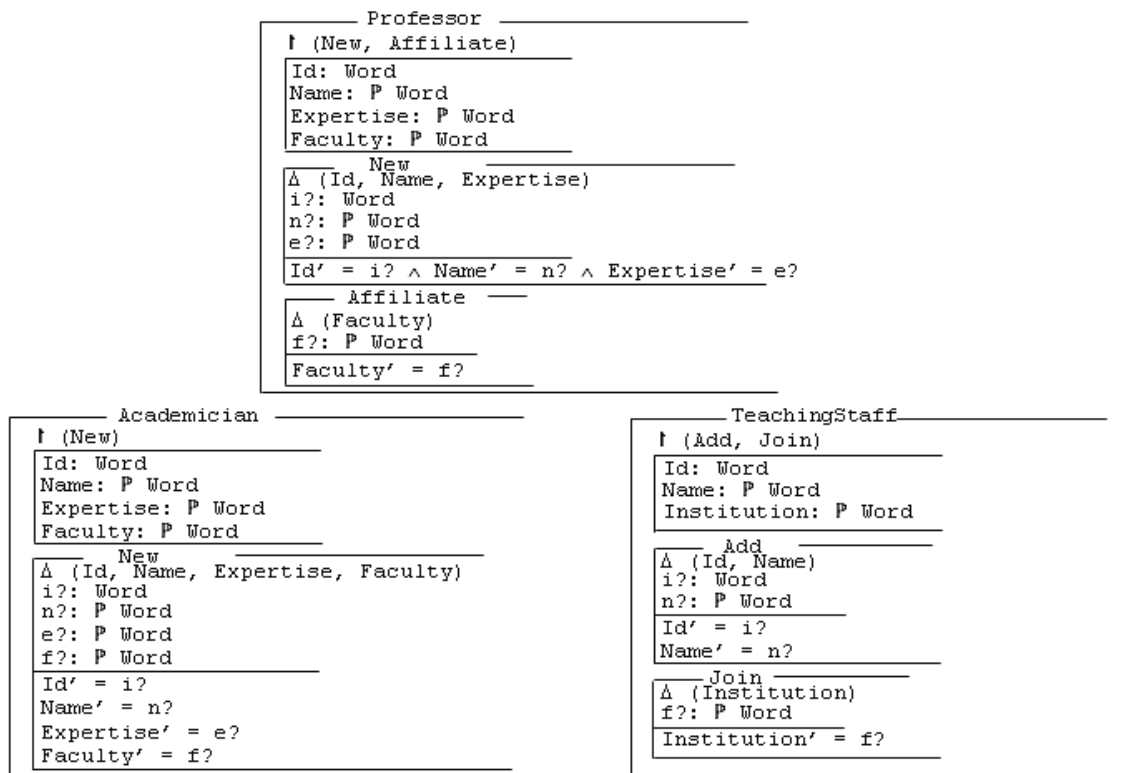 Professor
↾ (New, Affiliate)
Id: Word
Name: ℙ Word
Expertise: ℙ Word
Faculty: ℙ Word
New
Δ (Id, Name, Expertise)
i?: Word
n?: ℙ Word
e?: ℙ Word
Id′ = i? ∧ Name′ = n? ∧ Expertise′ = e?
Affiliate
Δ (Faculty)
f?: ℙ Word
Faculty′ = f?
Academician
↾ (New)
Id: Word
Name: ℙ Word
Expertise: ℙ Word
Faculty: ℙ Word
New
Δ (Id, Name, Expertise, Faculty)
i?: Word
n?: ℙ Word
e?: ℙ Word
f?: ℙ Word
Id′ = i?
Name′ = n?
Expertise′ = e?
Faculty′ = f?
TeachingStaff
↾ (Add, Join)
Id: Word
Name: ℙ Word
Institution: ℙ Word
Add
Δ (Id, Name)
i?: Word
n?: ℙ Word
Id′ = i?
Name′ = n?
Join
Δ (Institution)
f?: ℙ Word
Institution′ = f?